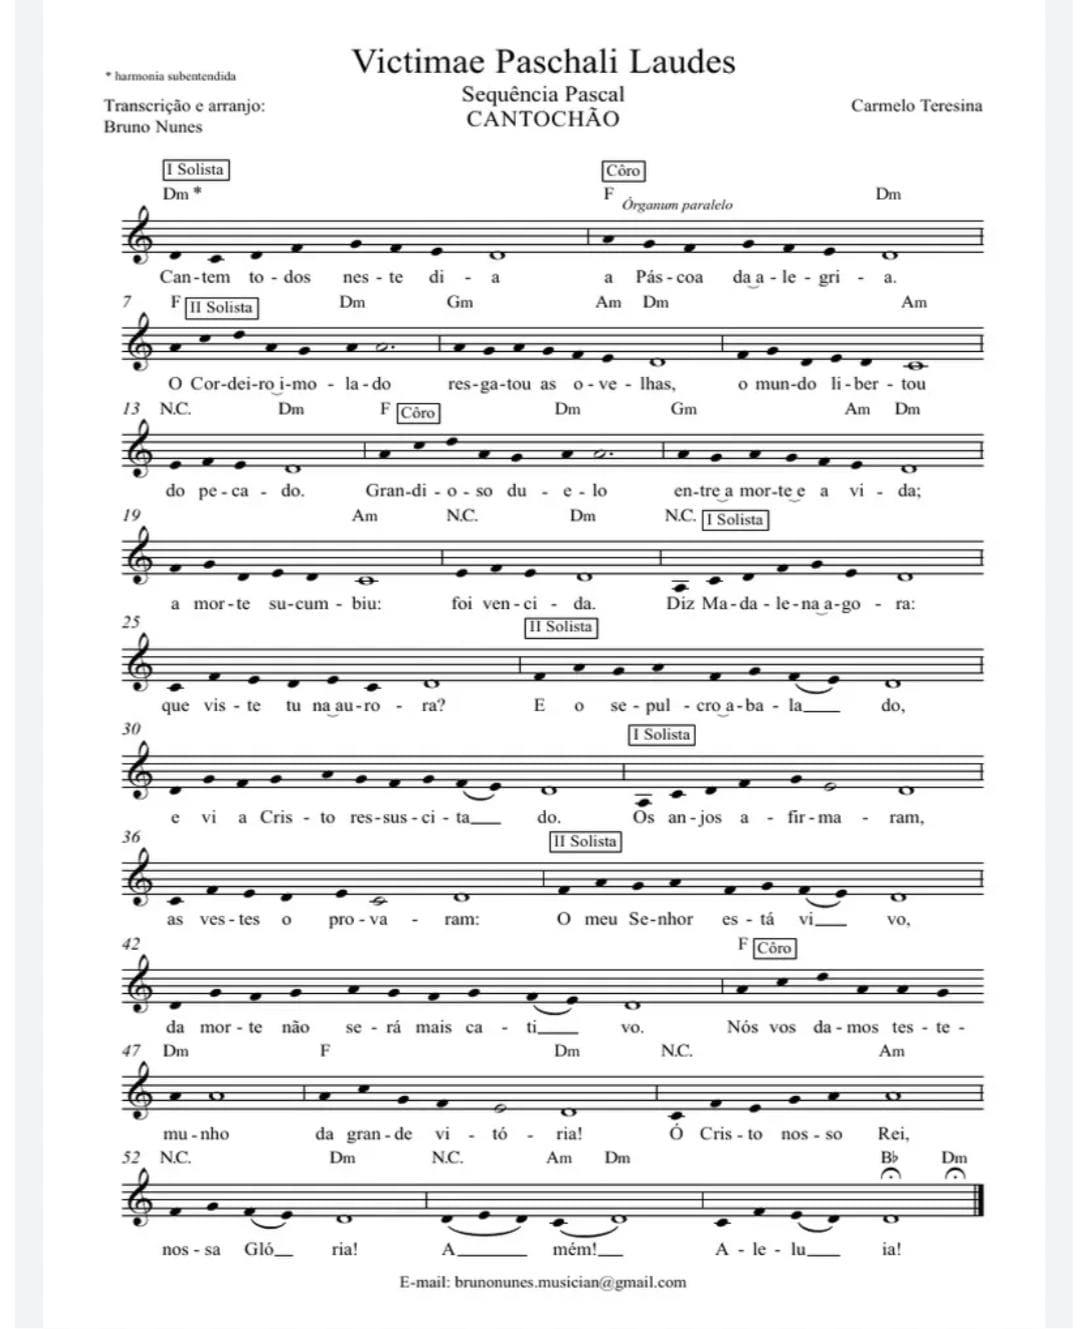 Victimae Paschali Laudes
* harmonia subentendida
Sequência Pascal
Transcrição e arranjo:
Carmelo Teresina
CANTOCHÃO
Bruno Nunes
I Solista
Côro
Dm *
F
Órganum paralelo
Dm
Can-tem to - dos nes - te di - a a Pás - coa da‿a - le - gri - a.
7 F II Solista Dm Gm Am Dm Am
O Cor-dei-ro‿i-mo - la - do res-ga-tou as o - ve - lhas, o mun-do li-ber - tou
13 N.C. Dm F Côro Dm Gm Am Dm
do pe - ca - do. Gran-di - o - so du - e - lo en-tre‿a mor-te‿e a vi - da;
19 Am N.C. Dm N.C. I Solista
a mor-te su-cum - biu: foi ven-ci - da. Diz Ma-da - le-na‿a-go - ra:
25 II Solista
que vis - te tu na‿au-ro - ra? E o se - pul - cro‿a-ba - la___ do,
30 I Solista
e vi a Cris - to res-sus-ci - ta___ do. Os an-jos a - fir-ma - ram,
36 II Solista
as ves - tes o pro - va - ram: O meu Se-nhor es - tá vi___ vo,
42 F Côro
da mor - te não se - rá mais ca - ti___ vo. Nós vos da-mos tes - te -
47 Dm F Dm N.C. Am
mu-nho da gran-de vi - tó - ria! Ó Cris-to nos-so Rei,
52 N.C. Dm N.C. Am Dm B♭ Dm
nos - sa Gló__ ria! A______ mém!__ A - le - lu___ ia!
E-mail: brunonunes.musician@gmail.com